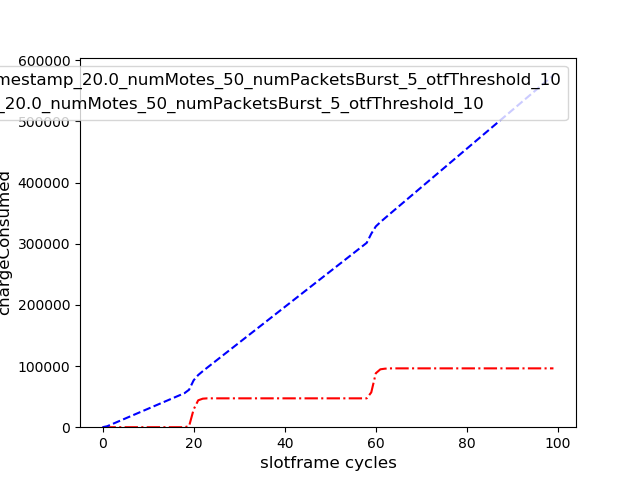 600000
mestamp_20.0_numMotes_50_numPacketsBurst_5_otfThreshold_10
_20.0_numMotes_50_numPacketsBurst_5_otfThreshold_10
500000
400000
300000
200000
100000
0
chargeConsumed
0 20 40 60 80 100
slotframe cycles